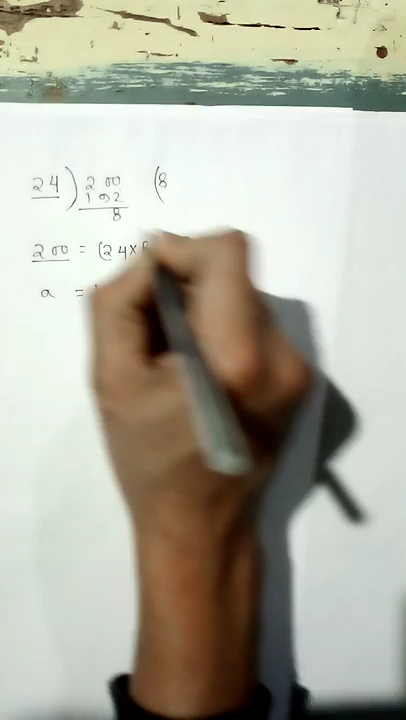 24 ) 200 ( 8
192
8
200 = (24 ×
a =